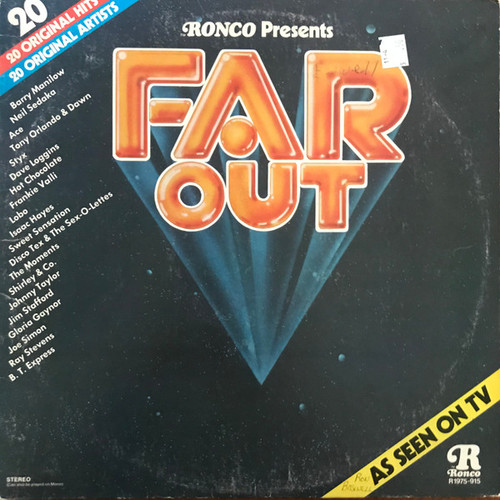 20
20 ORIGINAL HITS
20 ORIGINAL ARTISTS
RONCO Presents
FAR
OUT
Barry Manilow
Neil Sedaka
Ace
Tony Orlando & Dawn
Styx
Dave Loggins
Hot Chocolate
Frankie Valli
Lobo
Isaac Hayes
Sweet Sensation
Disco Tex & The Sex-O-Lettes
The Moments
Shirley & Co.
Johnny Taylor
Jim Stafford
Gloria Gaynor
Joe Simon
Ray Stevens
B. T. Express
AS SEEN ON TV
STEREO
R
Ronco
R1975-915